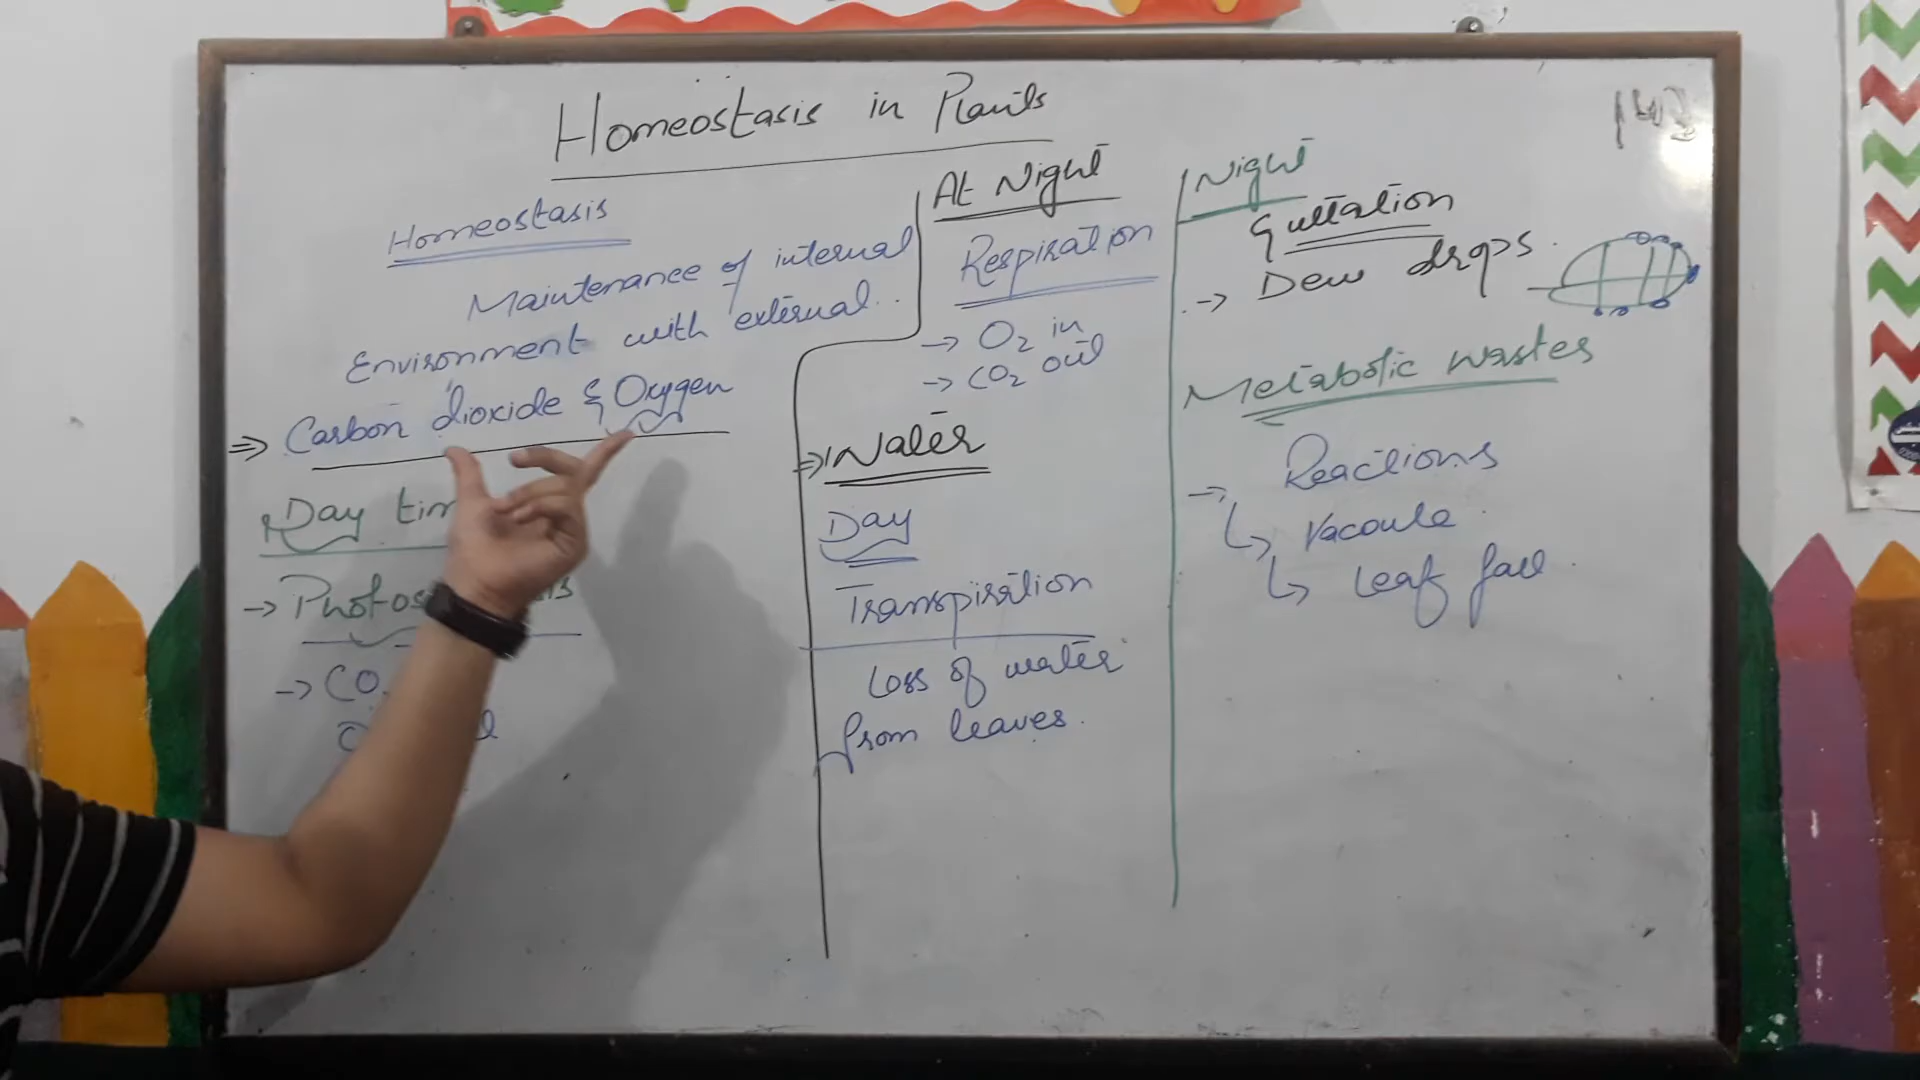 Homeostasis in Plants
Homeostasis
Maintenance of internal
Environment with external..
⇒ Carbon dioxide & Oxygen
Day
→
→ CO
At Night
Respiration
→ O2 in
→ CO2 out
⇒ Water
Day
Transpiration
Loss of water
from leaves.
Night
Guttation
→ Dew drops.
Metabolic wastes
→ Reactions
↳ Vacoule
↳ Leaf fall.